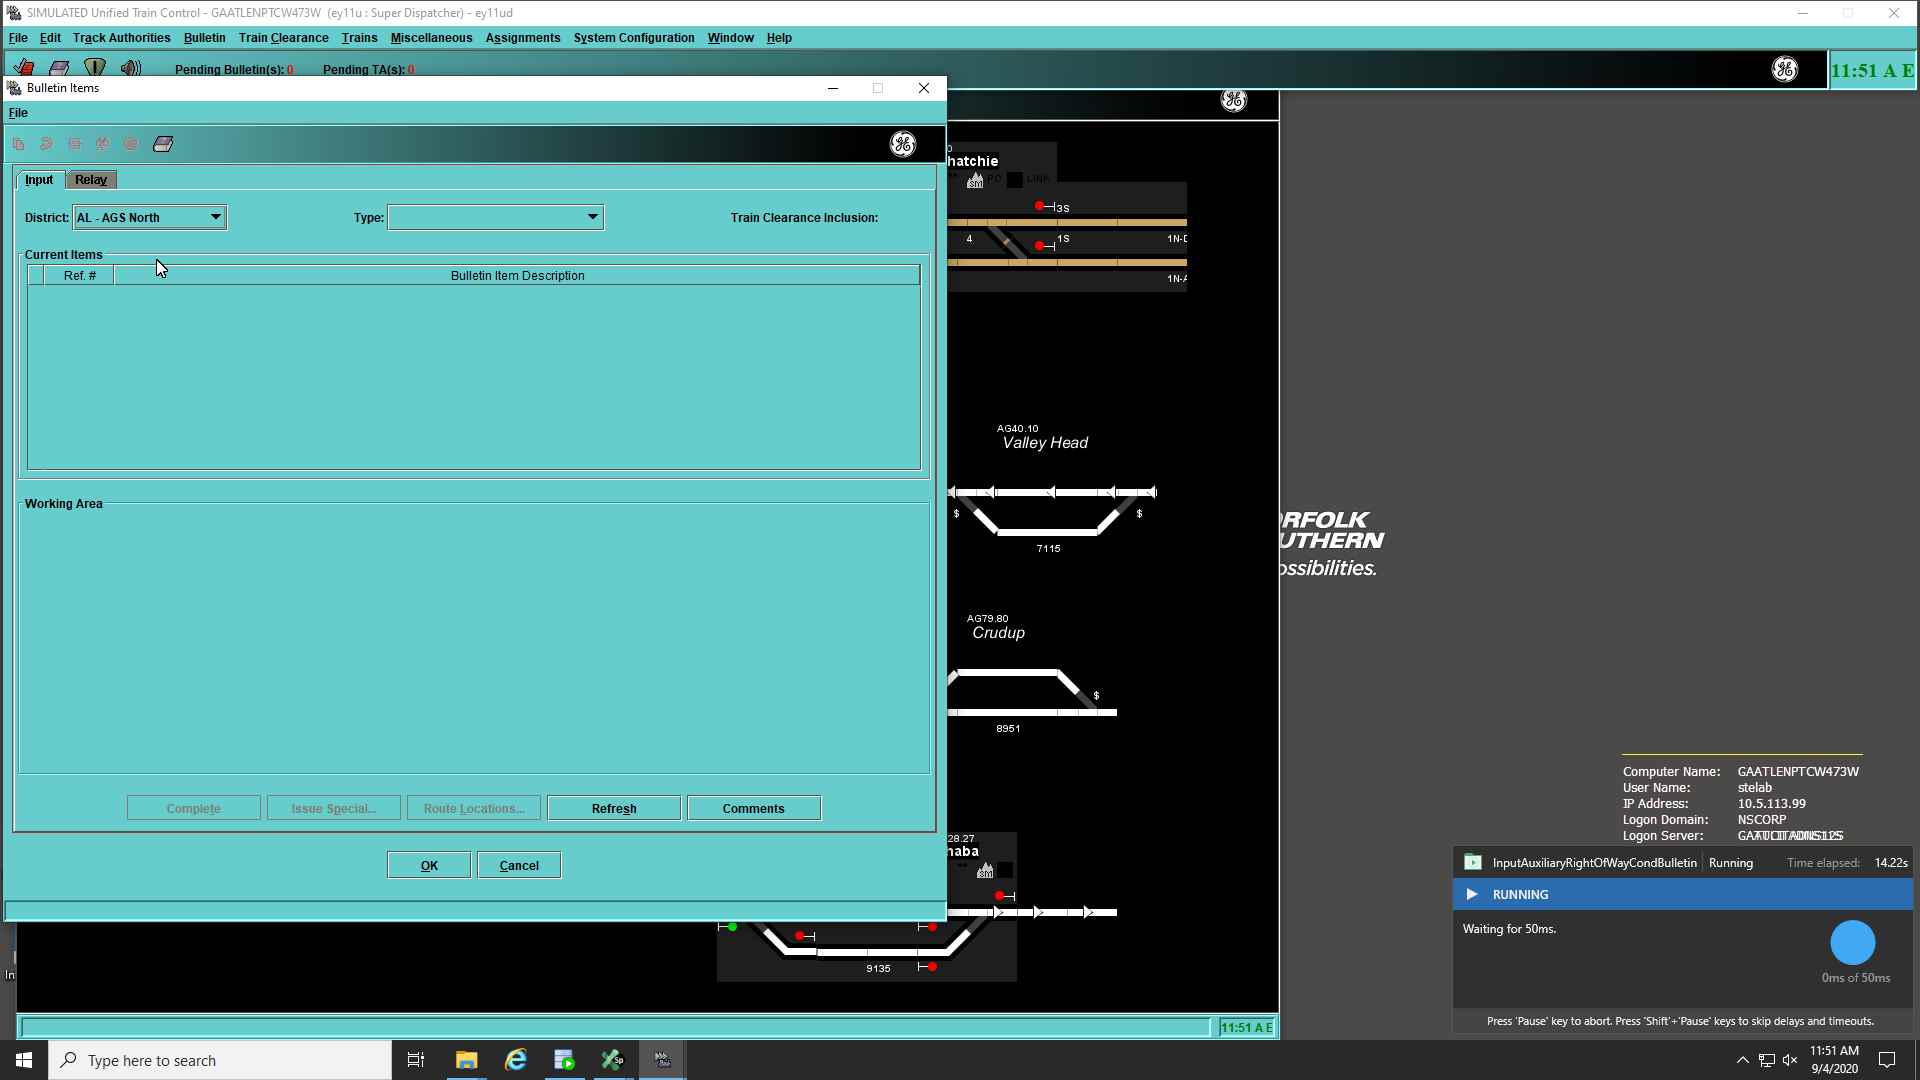 SIMULATED Unified Train Control - GAATLENPTCW473W (ey11u : Super Dispatcher) - ey11ud
File Edit Track Authorities Bulletin Train Clearance Trains Miscellaneous Assignments System Configuration Window Help
Pending Bulletin(s): 0 Pending TA(s): 0
11:51 A E
Bulletin Items
File
Input Relay
District: AL - AGS North Type: Train Clearance Inclusion:
Current Items
Ref. # Bulletin Item Description
Working Area
Complete Issue Special... Route Locations... Refresh Comments
OK Cancel
0
hatchie
SM PO LINK
3S
4 1S 1N-D
1N-A
AG40.10
Valley Head
$ $
7115
AG79.80
Crudup
$
8951
28.27
naba
SM
9135
11:51 A E
RFOLK
UTHERN
ossibilities.
Computer Name: GAATLENPTCW473W
User Name: stelab
IP Address: 10.5.113.99
Logon Domain: NSCORP
Logon Server:
InputAuxiliaryRightOfWayCondBulletin Running Time elapsed: 14.22s
RUNNING
Waiting for 50ms.
0ms of 50ms
Press 'Pause' key to abort. Press 'Shift'+'Pause' keys to skip delays and timeouts.
In
Type here to search
11:51 AM
9/4/2020